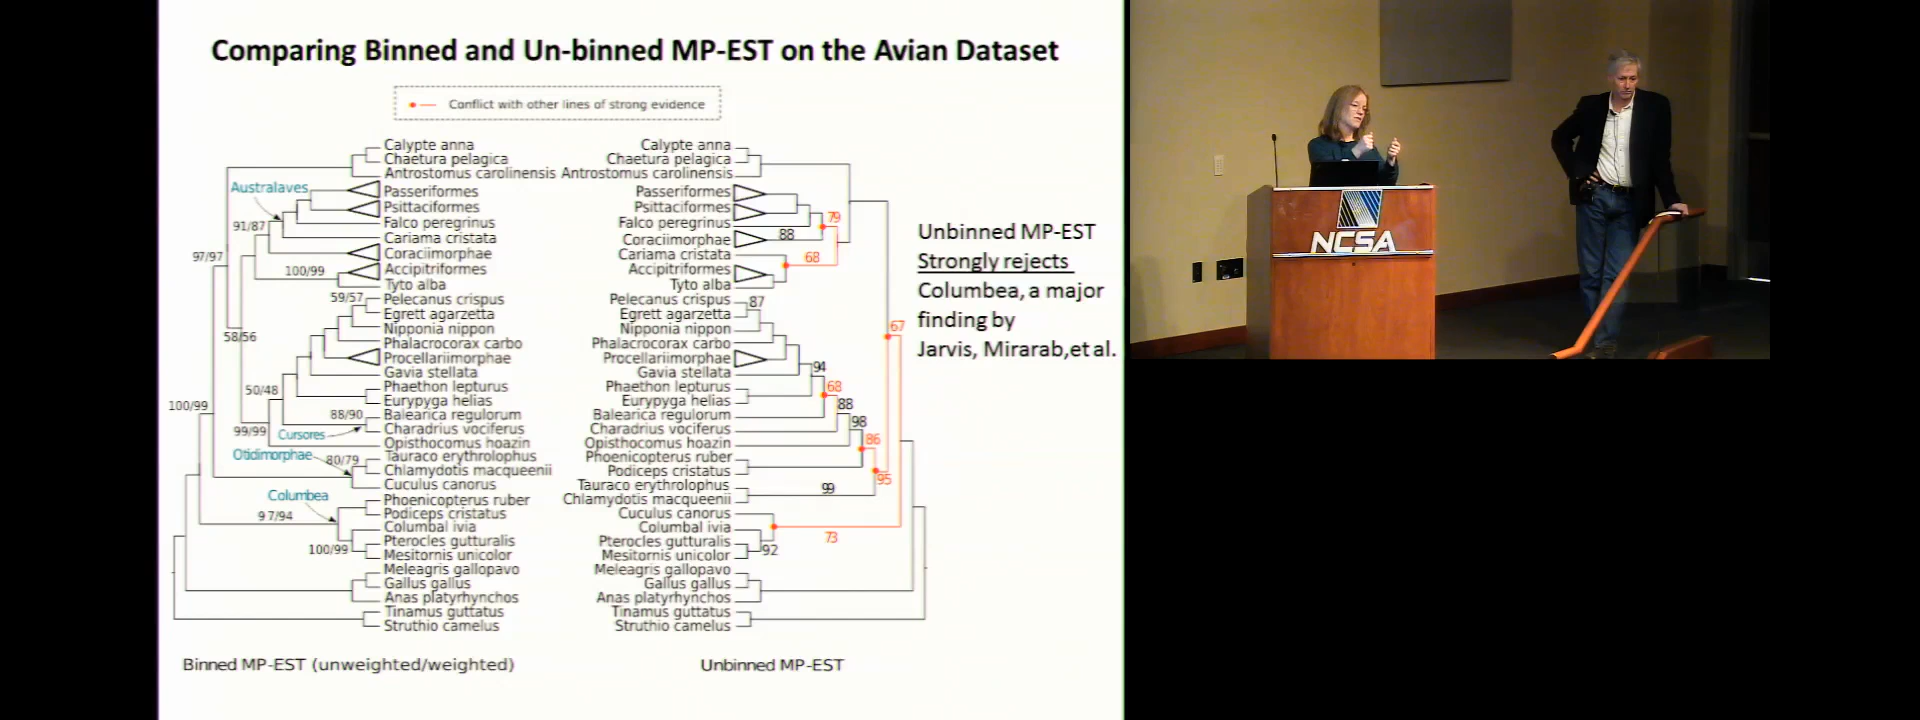 Comparing Binned and Un-binned MP-EST on the Avian Dataset
Conflict with other lines of strong evidence
Calypte anna
Chaetura pelagica
Antrostomus carolinensis
Passeriformes
Psittaciformes
Falco peregrinus
Cariama cristata
Coraciimorphae
Accipitriformes
Tyto alba
Pelecanus crispus
Egrett agarzetta
Nipponia nippon
Phalacrocorax carbo
Procellariimorphae
Gavia stellata
Phaethon lepturus
Eurypyga helias
Balearica regulorum
Charadrius vociferus
Opisthocomus hoazin
Tauraco erythrolophus
Chlamydotis macqueenii
Cuculus canorus
Phoenicopterus ruber
Podiceps cristatus
Columbal ivia
Pterocles gutturalis
Mesitornis unicolor
Meleagris gallopavo
Gallus gallus
Anas platyrhynchos
Tinamus guttatus
Struthio camelus
Australaves
91/87
97/97
100/99
59/57
58/56
50/48
100/99
88/90
99/99
Cursores
Otidimorphae
80/79
Columbea
97/94
100/99
Binned MP-EST (unweighted/weighted)
Calypte anna
Chaetura pelagica
Antrostomus carolinensis
Passeriformes
Psittaciformes
Falco peregrinus
Coraciimorphae
Cariama cristata
Accipitriformes
Tyto alba
Pelecanus crispus
Egrett agarzetta
Nipponia nippon
Phalacrocorax carbo
Procellariimorphae
Gavia stellata
Phaethon lepturus
Eurypyga helias
Balearica regulorum
Charadrius vociferus
Opisthocomus hoazin
Phoenicopterus ruber
Podiceps cristatus
Tauraco erythrolophus
Chlamydotis macqueenii
Cuculus canorus
Columbal ivia
Pterocles gutturalis
Mesitornis unicolor
Meleagris gallopavo
Gallus gallus
Anas platyrhynchos
Tinamus guttatus
Struthio camelus
79
88
68
87
67
94
68
88
98
86
95
99
73
92
Unbinned MP-EST
Unbinned MP-EST
Strongly rejects
Columbea, a major
finding by
Jarvis, Mirarab,et al.
NCSA